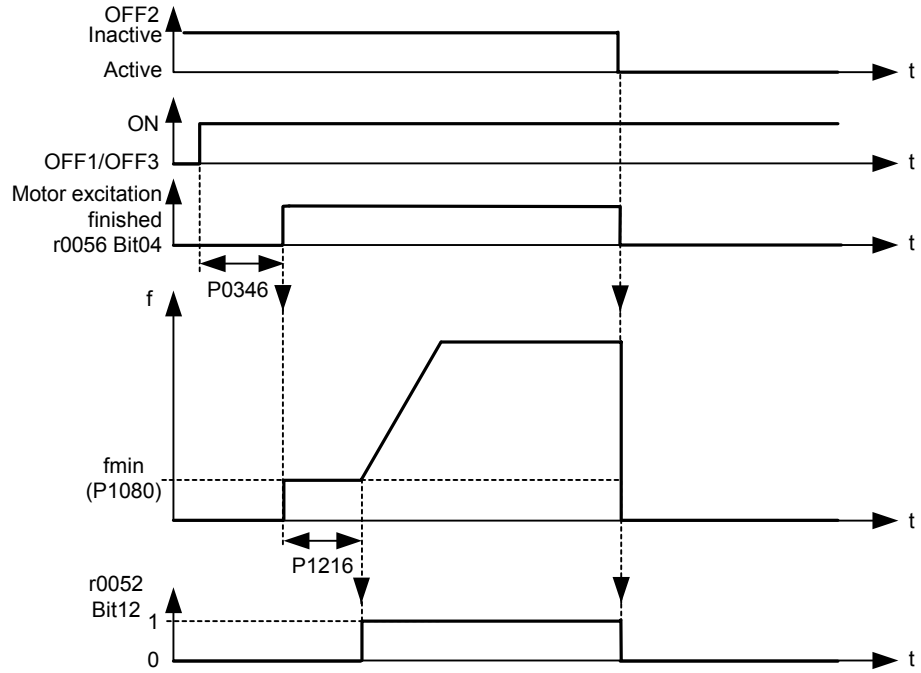 OFF2
Inactive
Active
t
ON
OFF1/OFF3
t
Motor excitation
finished
r0056 Bit04
t
P0346
f
fmin
(P1080)
t
P1216
r0052
Bit12
1
0
t